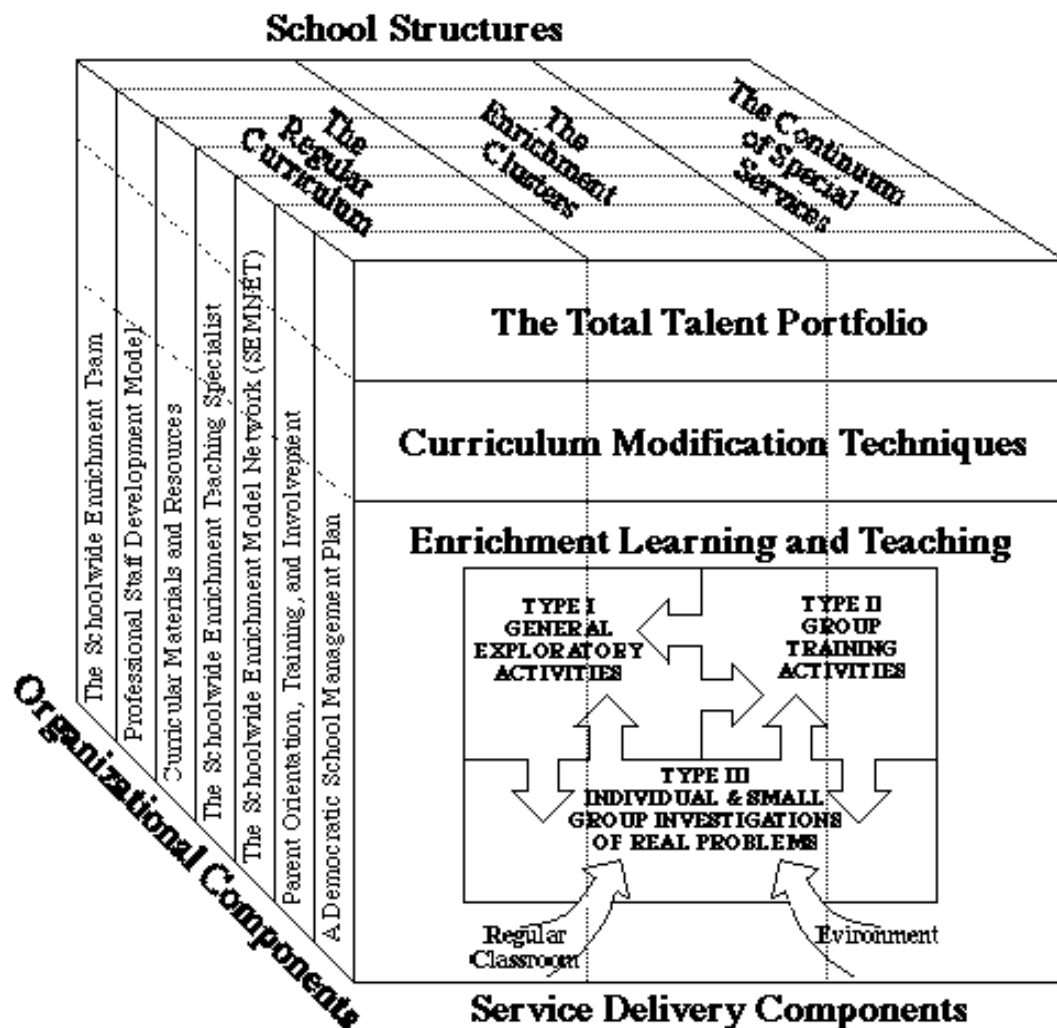 School Structures
The
Regular
Curriculum
The
Enrichment
Clusters
The Continuum
of Special
Services
The Total Talent Portfolio
Curriculum Modification Techniques
Enrichment Learning and Teaching
TYPE I
GENERAL
EXPLORATORY
ACTIVITIES
TYPE II
GROUP
TRAINING
ACTIVITIES
TYPE III
INDIVIDUAL & SMALL
GROUP INVESTIGATIONS
OF REAL PROBLEMS
Regular
Classroom
Evironment
Service Delivery Components
The Schoolwide Enrichment Team
Professional Staff Development Model
Curricular Materials and Resources
The Schoolwide Enrichment Teaching Specialist
The Schoolwide Enrichment Model Network (SEMNET)
Parent Orientation, Training, and Involvement
A Democratic School Management Plan
Organizational Components